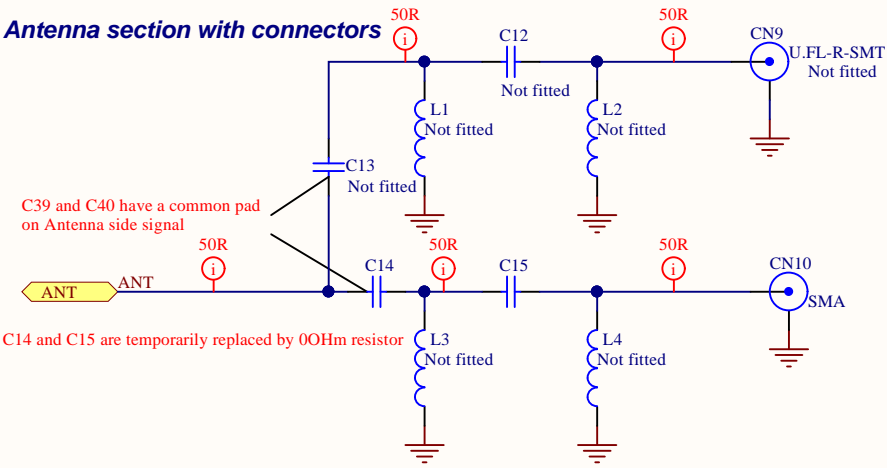 Antenna section with connectors
50R
i
C12
50R
i
CN9
U.FL-R-SMT
Not fitted
Not fitted
L1
Not fitted
L2
Not fitted
C13
Not fitted
C39 and C40 have a common pad
on Antenna side signal
50R
i
C14
50R
i
C15
50R
i
CN10
SMA
ANT
ANT
C14 and C15 are temporarily replaced by 0OHm resistor
L3
Not fitted
L4
Not fitted